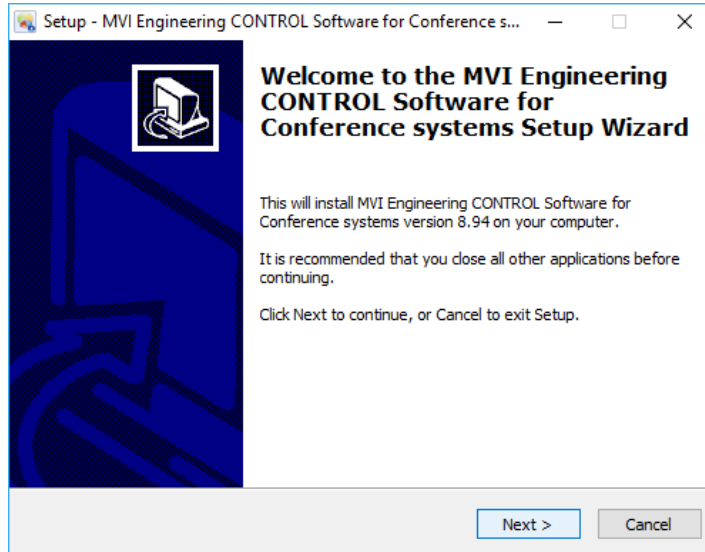 Setup - MVI Engineering CONTROL Software for Conference s...
Welcome to the MVI Engineering
CONTROL Software for
Conference systems Setup Wizard
This will install MVI Engineering CONTROL Software for
Conference systems version 8.94 on your computer.
It is recommended that you close all other applications before
continuing.
Click Next to continue, or Cancel to exit Setup.
Next >
Cancel